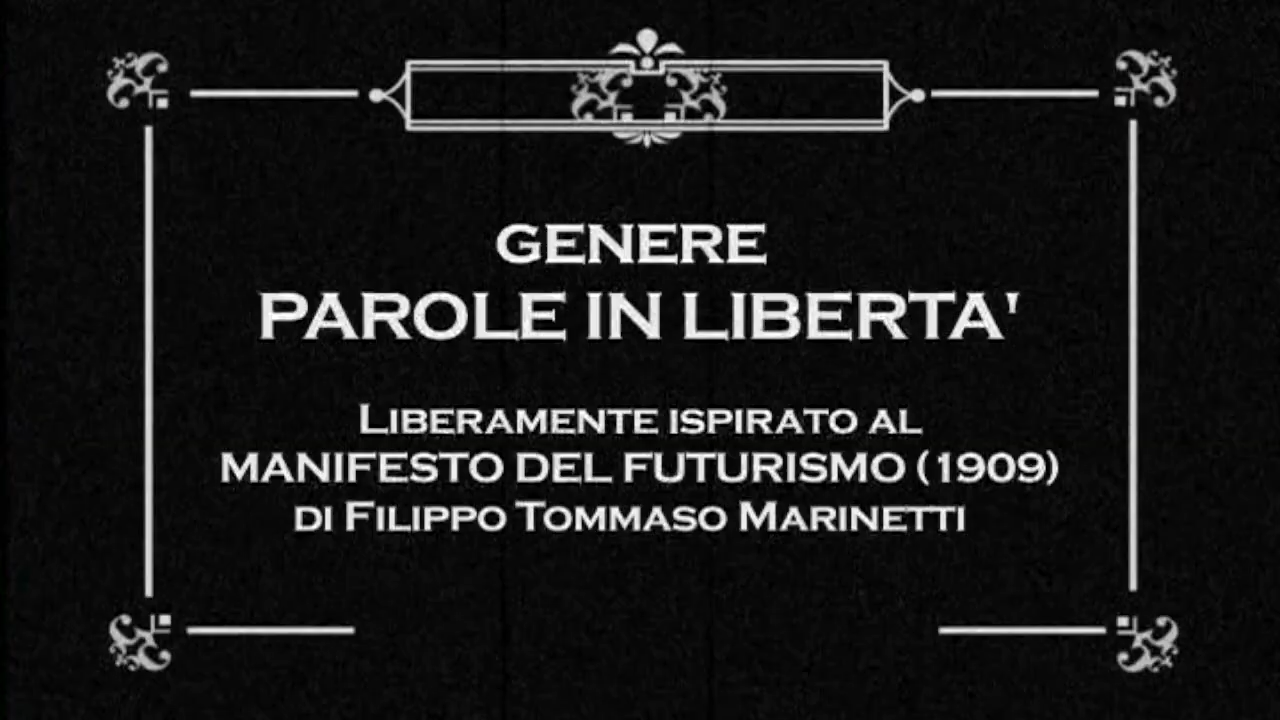 GENERE
PAROLE IN LIBERTA'
LIBERAMENTE ISPIRATO AL
MANIFESTO DEL FUTURISMO (1909)
DI FILIPPO TOMMASO MARINETTI